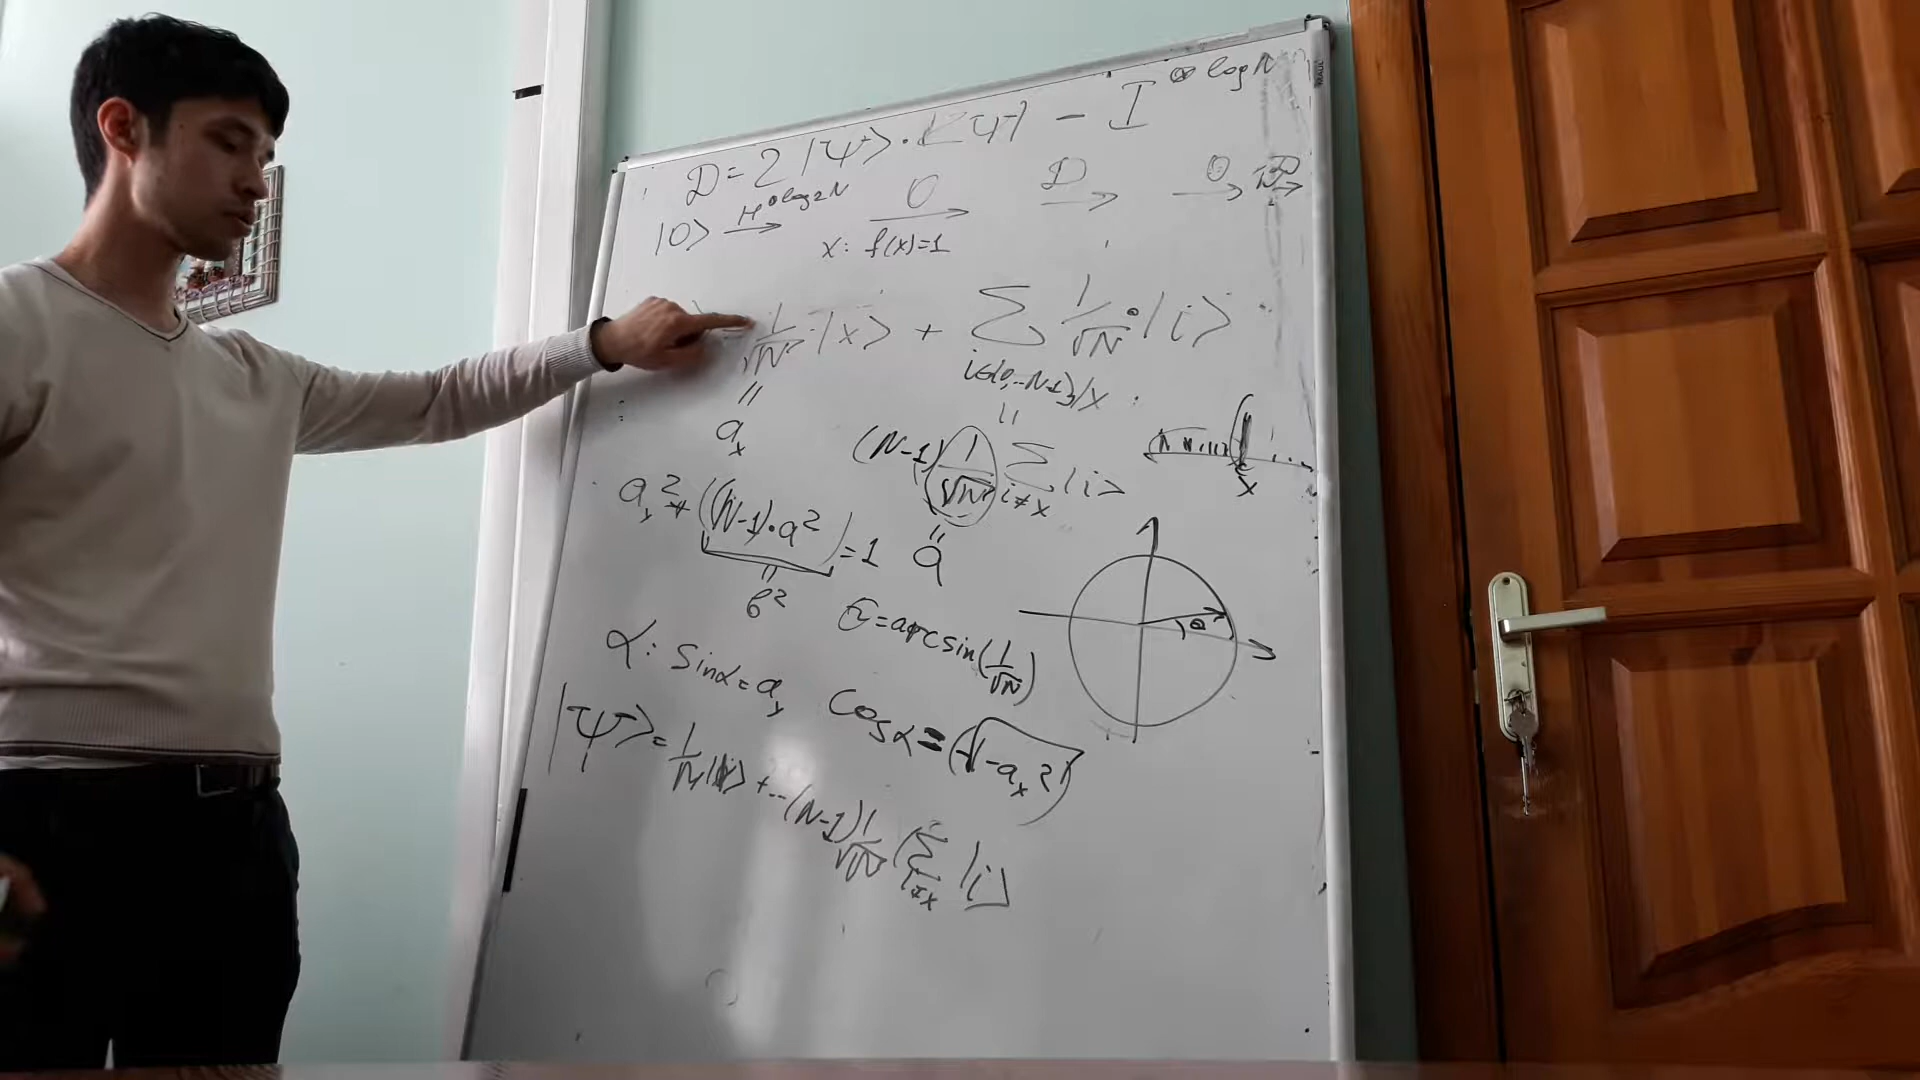 D = 2 |ψ> · <ψ| - I ⊗ log N
|0> → H ⊗ log2N → O → D → O → D
x: f(x)=1
= 1/√N · |x> + Σ 1/√N · |i>
i∈{0,..N-1}/x
"
"
a_x
(N-1) 1/√N Σ |i>
i≠x
x
a_x² + ((N-1)·a²) = 1
"
a
"
б²
Θ = arcsin(1/√N)
Θ
α: sinα = a_x cosα = (√1-a_x²)
|ψ> = 1/√N |x> + ... (N-1) 1/√N (Σ |i>
i≠x